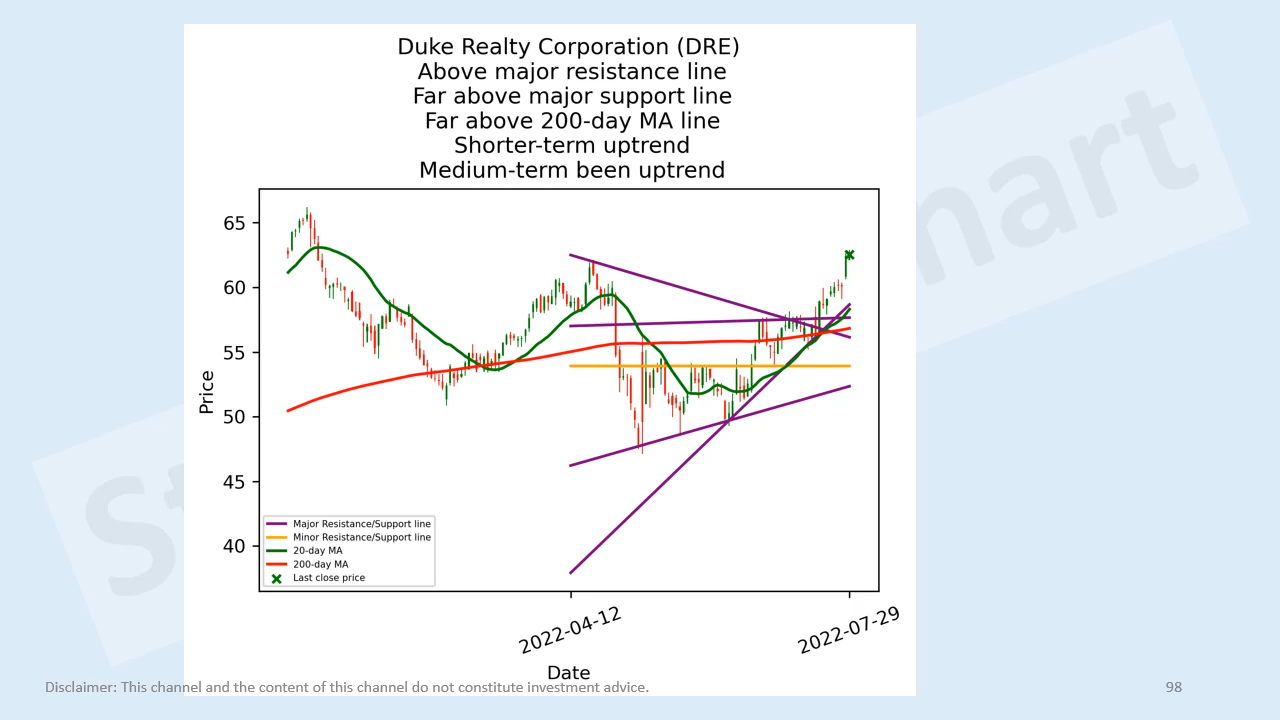 Duke Realty Corporation (DRE)
Above major resistance line
Far above major support line
Far above 200-day MA line
Shorter-term uptrend
Medium-term been uptrend
65
60
55
50
45
40
Price
Major Resistance/Support line
Minor Resistance/Support line
20-day MA
200-day MA
Last close price
2022-04-12
2022-07-29
Date
Disclaimer: This channel and the content of this channel do not constitute investment advice.
98